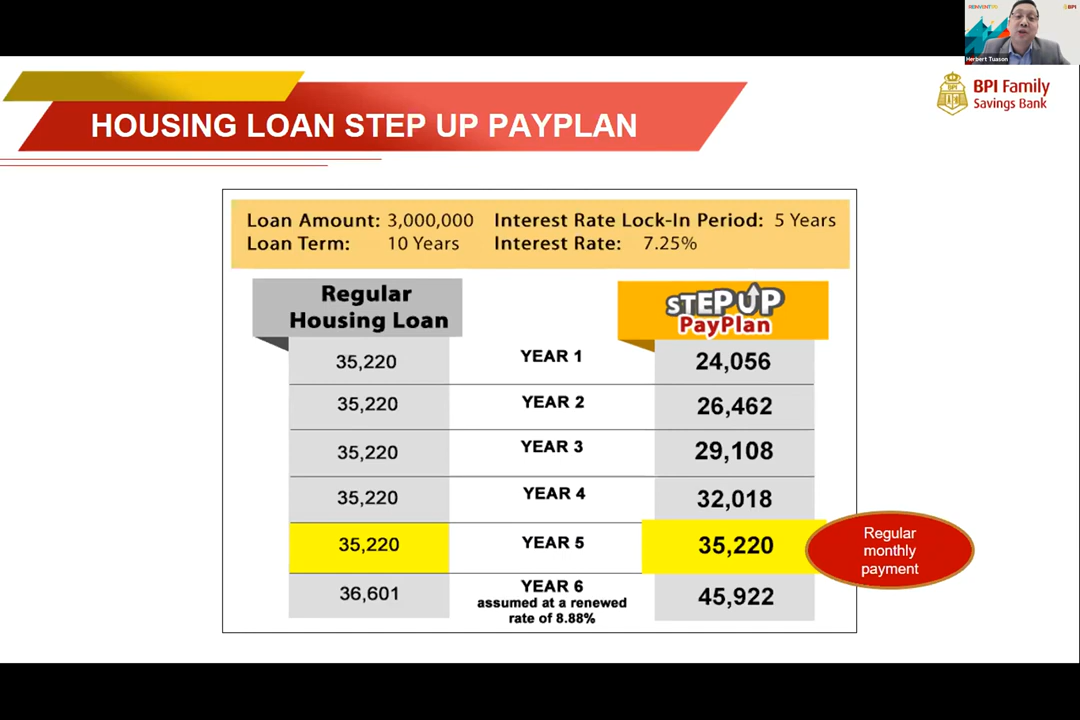 REINVENT
BPI
Herbert Tuason
BPI Family
Savings Bank
HOUSING LOAN STEP UP PAYPLAN
Loan Amount: 3,000,000 Interest Rate Lock-In Period: 5 Years
Loan Term: 10 Years Interest Rate: 7.25%
Regular
Housing Loan
STEP UP
PayPlan
35,220 YEAR 1 24,056
35,220 YEAR 2 26,462
35,220 YEAR 3 29,108
35,220 YEAR 4 32,018
35,220 YEAR 5 35,220
Regular
monthly
payment
36,601 YEAR 6 45,922
assumed at a renewed
rate of 8.88%